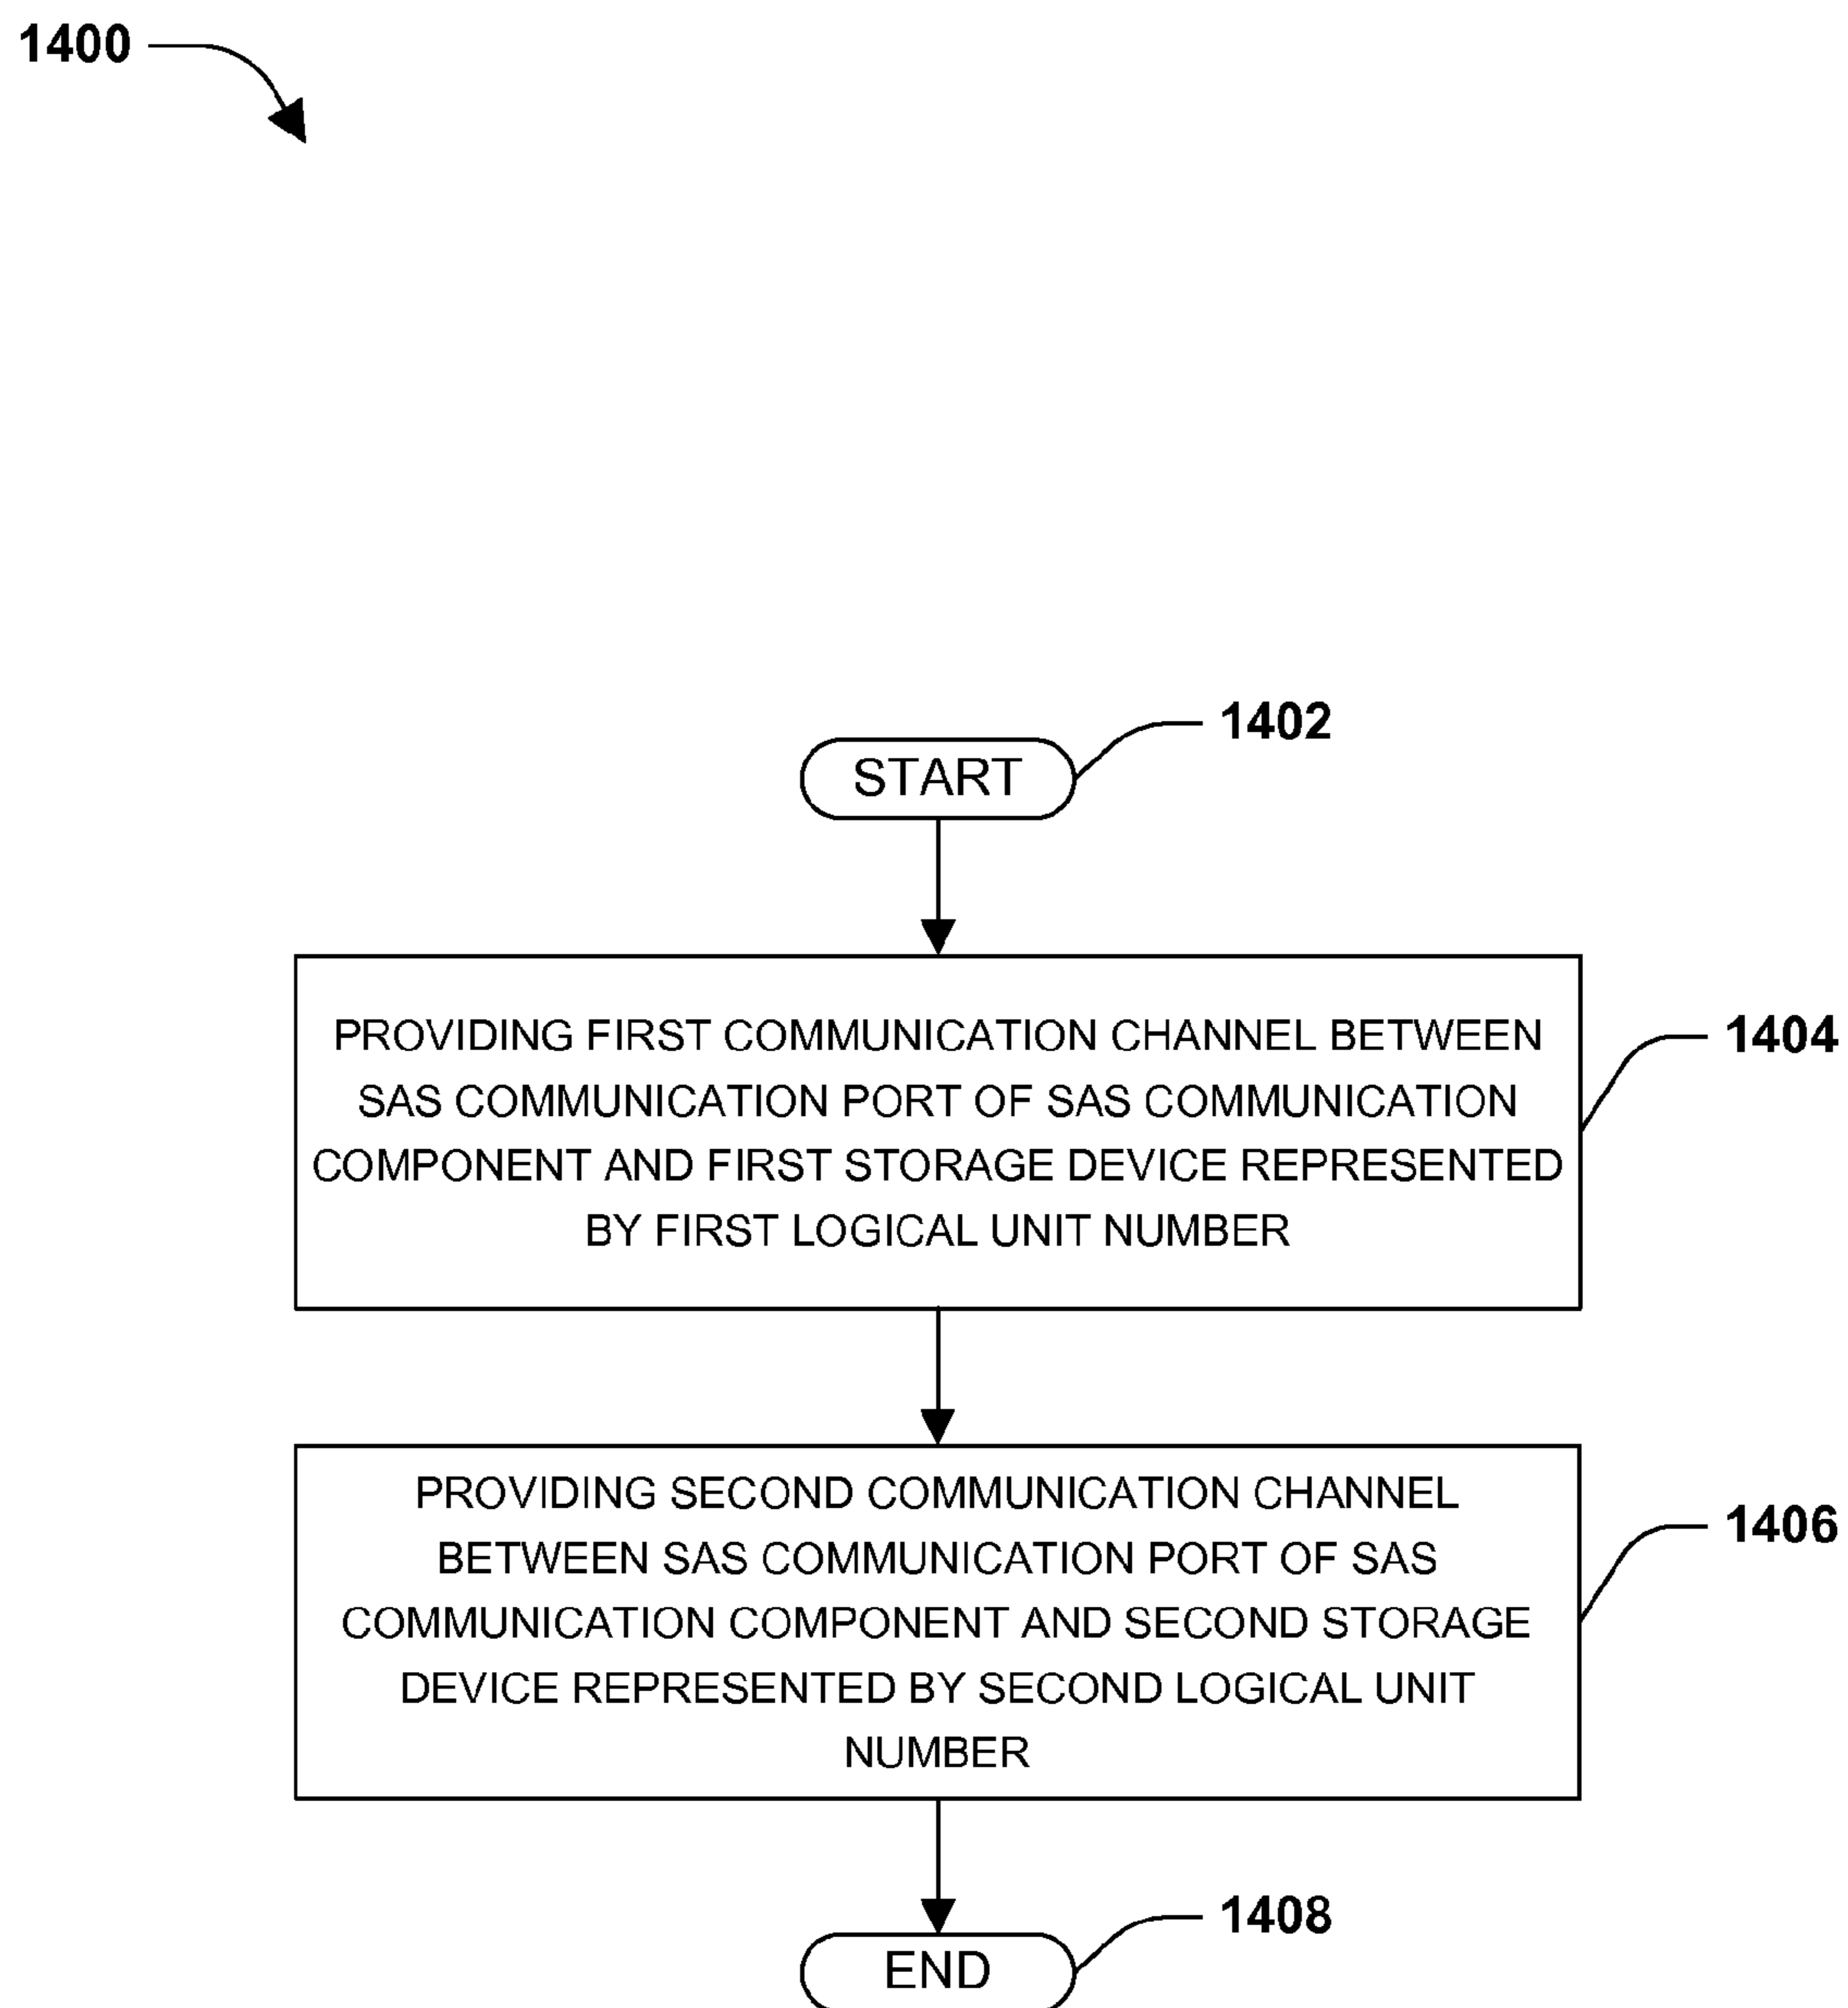 1400
1402
START
PROVIDING FIRST COMMUNICATION CHANNEL BETWEEN
SAS COMMUNICATION PORT OF SAS COMMUNICATION
COMPONENT AND FIRST STORAGE DEVICE REPRESENTED
BY FIRST LOGICAL UNIT NUMBER
1404
PROVIDING SECOND COMMUNICATION CHANNEL
BETWEEN SAS COMMUNICATION PORT OF SAS
COMMUNICATION COMPONENT AND SECOND STORAGE
DEVICE REPRESENTED BY SECOND LOGICAL UNIT
NUMBER
1406
1408
END